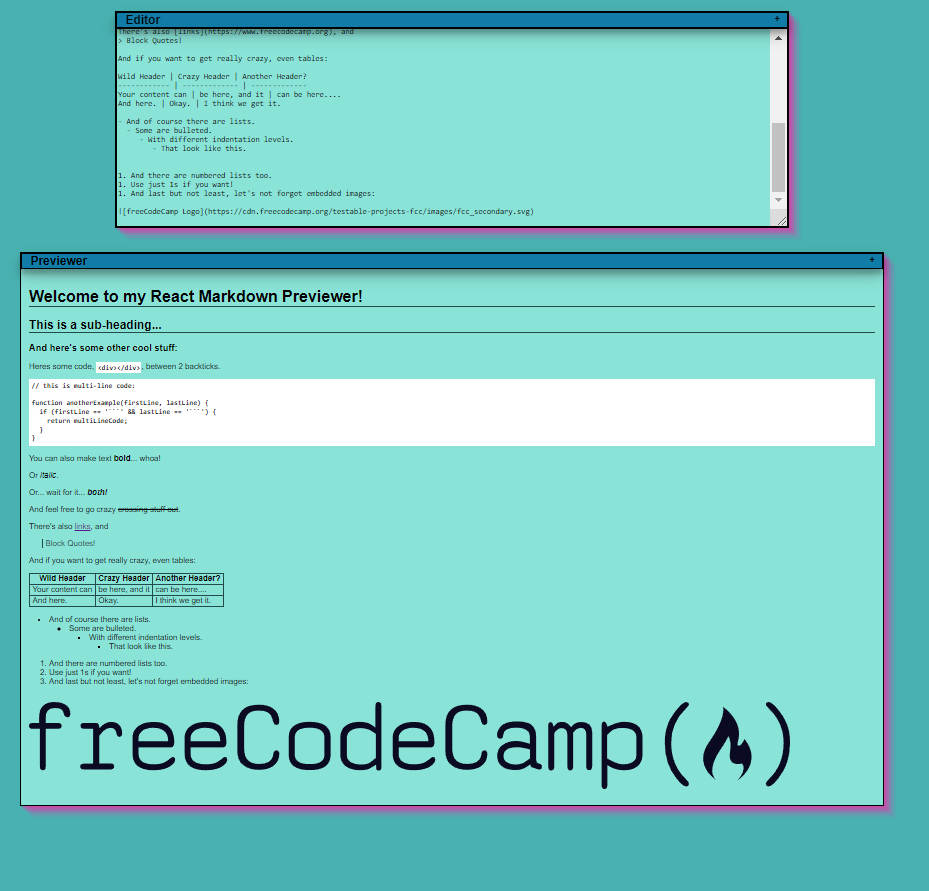 Editor +
There's also [links](https://www.freecodecamp.org), and
> Block Quotes!
And if you want to get really crazy, even tables:
Wild Header | Crazy Header | Another Header?
------------ | ------------- | -------------
Your content can | be here, and it | can be here....
And here. | Okay. | I think we get it.
- And of course there are lists.
- Some are bulleted.
- With different indentation levels.
- That look like this.
1. And there are numbered lists too.
1. Use just 1s if you want!
1. And last but not least, let's not forget embedded images:
![freeCodeCamp Logo](https://cdn.freecodecamp.org/testable-projects-fcc/images/fcc_secondary.svg)
Previewer +
Welcome to my React Markdown Previewer!
This is a sub-heading...
And here's some other cool stuff:
Heres some code, <div></div>, between 2 backticks.
// this is multi-line code:
function anotherExample(firstLine, lastLine) {
if (firstLine == '```' && lastLine == '```') {
return multiLineCode;
}
}
You can also make text bold... whoa!
Or italic.
Or... wait for it... both!
And feel free to go crazy crossing stuff out.
There's also links, and
Block Quotes!
And if you want to get really crazy, even tables:
Wild Header Crazy Header Another Header?
Your content can be here, and it can be here....
And here. Okay. I think we get it.
And of course there are lists.
Some are bulleted.
With different indentation levels.
That look like this.
1. And there are numbered lists too.
2. Use just 1s if you want!
3. And last but not least, let's not forget embedded images:
freeCodeCamp( )